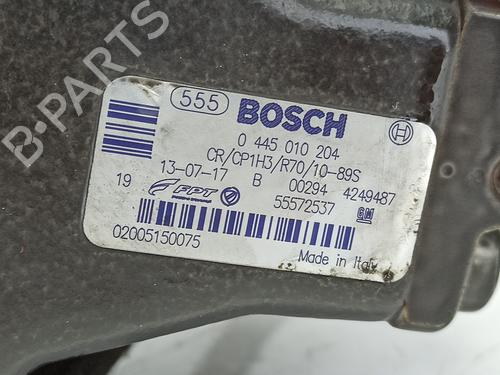 B-PARTS
555 BOSCH
0 445 010 204
CR/CP1H3/R70/10-89S
19 13-07-17 B 00294 4249487
FPT 55572537 GM
02005150075 Made in Italy